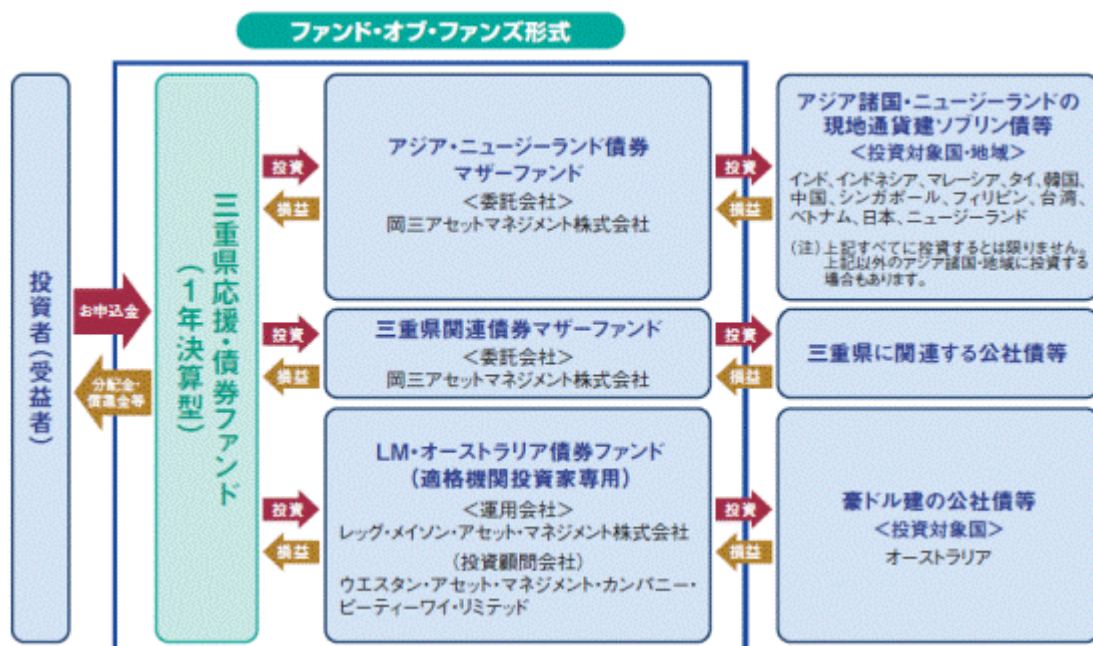 ファンド・オブ・ファンズ形式
投資者(受益者)
お申込金
分配金・
償還金等
三重県応援・債券ファンド
(1年決算型)
投資
損益
アジア・ニュージーランド債券
マザーファンド
<委託会社>
岡三アセットマネジメント株式会社
投資
損益
アジア諸国・ニュージーランドの
現地通貨建ソブリン債等
<投資対象国・地域>
インド、インドネシア、マレーシア、タイ、韓国、
中国、シンガポール、フィリピン、台湾、
ベトナム、日本、ニュージーランド
(注)上記すべてに投資するとは限りません。
上記以外のアジア諸国・地域に投資する
場合もあります。
投資
損益
三重県関連債券マザーファンド
<委託会社>
岡三アセットマネジメント株式会社
投資
損益
三重県に関連する公社債等
投資
損益
LM・オーストラリア債券ファンド
(適格機関投資家専用)
<運用会社>
レッグ・メイソン・アセット・マネジメント株式会社
(投資顧問会社)
ウエスタン・アセット・マネジメント・カンパニー・
ピーティーワイ・リミテッド
投資
損益
豪ドル建の公社債等
<投資対象国>
オーストラリア